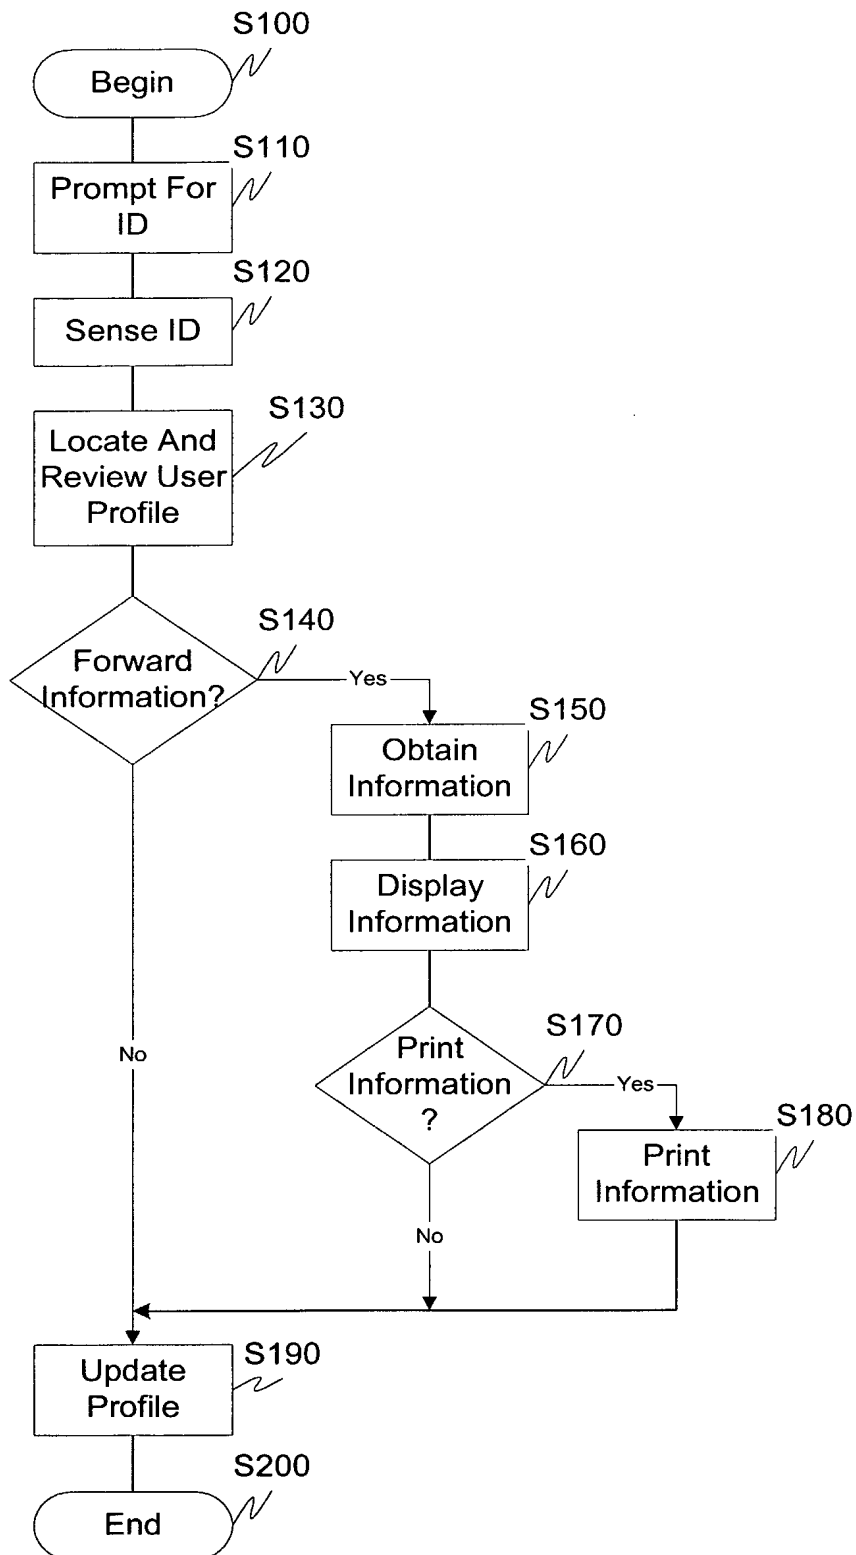 S100
Begin
S110
Prompt For
ID
S120
Sense ID
S130
Locate And
Review User
Profile
S140
Forward
Information?
Yes
S150
Obtain
Information
S160
Display
Information
No
S170
Print
Information
?
Yes
S180
Print
Information
No
S190
Update
Profile
S200
End